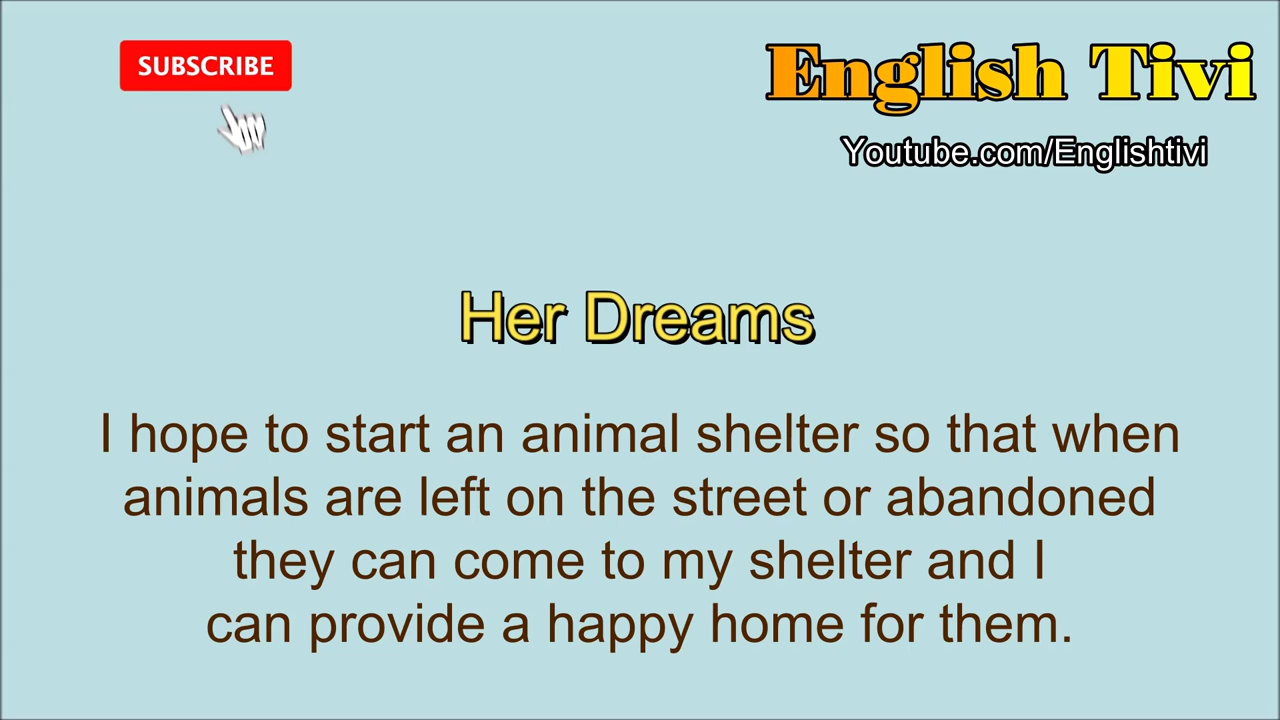 SUBSCRIBE
English Tivi
Youtube.com/Englishtivi
Her Dreams
I hope to start an animal shelter so that when
animals are left on the street or abandoned
they can come to my shelter and I
can provide a happy home for them.